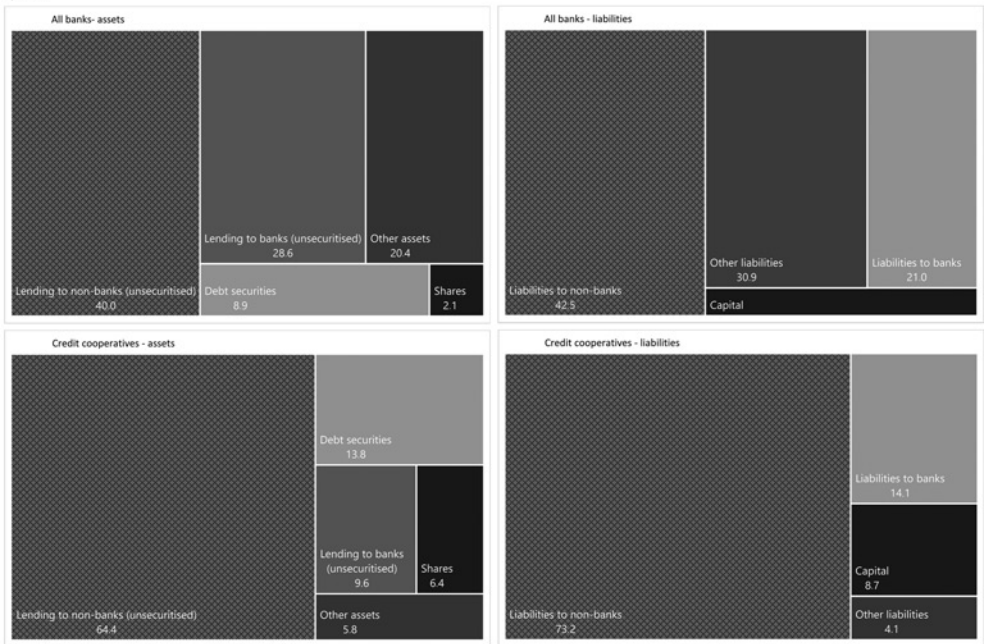 All banks- assets
Lending to non-banks (unsecuritised)
40.0
Lending to banks (unsecuritised)
28.6
Other assets
20.4
Debt securities
8.9
Shares
2.1
All banks - liabilities
Liabilities to non-banks
42.5
Other liabilities
30.9
Liabilities to banks
21.0
Capital
Credit cooperatives - assets
Lending to non-banks (unsecuritised)
64.4
Debt securities
13.8
Lending to banks
(unsecuritised)
9.6
Shares
6.4
Other assets
5.8
Credit cooperatives - liabilities
Liabilities to non-banks
73.2
Liabilities to banks
14.1
Capital
8.7
Other liabilities
4.1